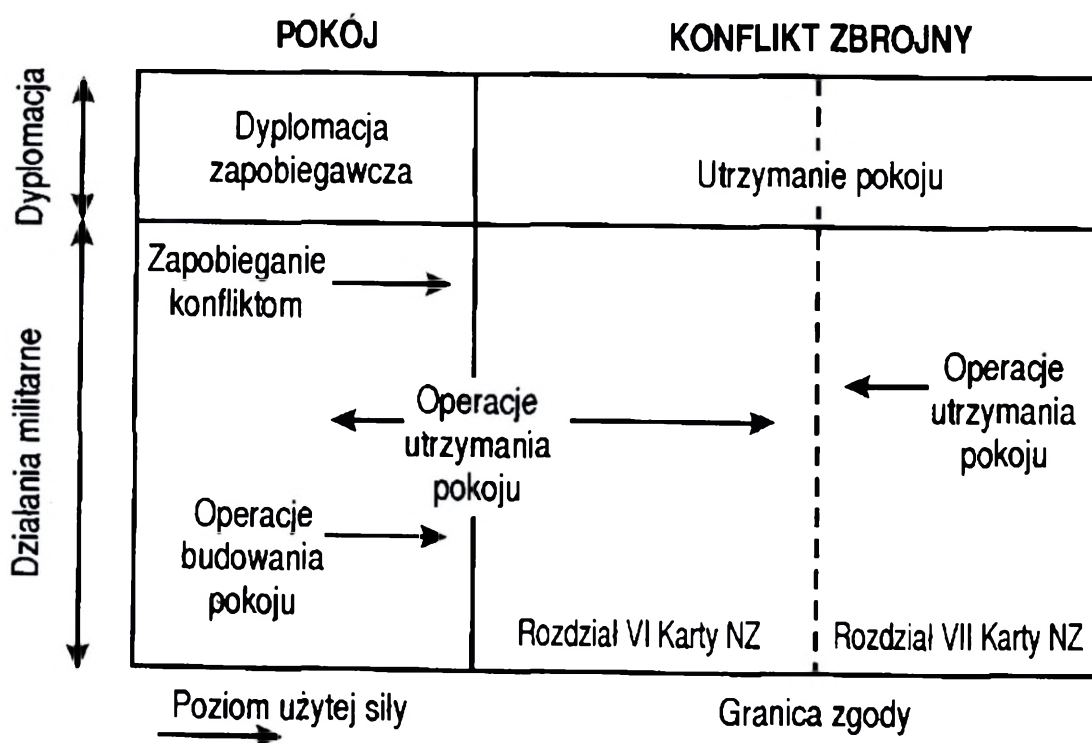 POKÓJ
KONFLIKT ZBROJNY
Dyplomacja
Dyplomacja
zapobiegawcza
Utrzymanie pokoju
Działania militarne
Zapobieganie
konfliktom
Operacje
utrzymania
pokoju
Operacje
utrzymania
pokoju
Operacje
budowania
pokoju
Rozdział VI Karty NZ
Rozdział VII Karty NZ
Poziom użytej siły
Granica zgody